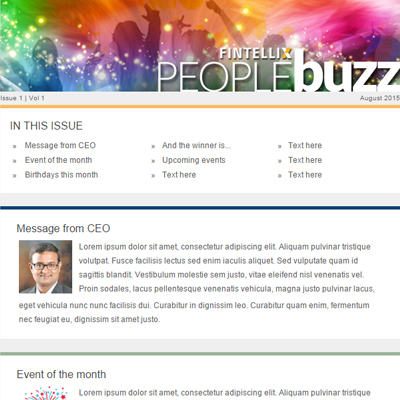 FINTELLIX
PEOPLEbuzz
Issue 1 | Vol 1
August 2015
IN THIS ISSUE
» Message from CEO
» And the winner is...
» Text here
» Event of the month
» Upcoming events
» Text here
» Birthdays this month
» Text here
» Text here
Message from CEO
Lorem ipsum dolor sit amet, consectetur adipiscing elit. Aliquam pulvinar tristique
volutpat. Fusce facilisis lectus sed enim iaculis aliquet. Sed vulputate quam id
sagittis blandit. Vestibulum molestie sem justo, vitae eleifend nisl venenatis vel.
Proin sodales, lacus pellentesque venenatis vehicula, magna justo pulvinar lacus,
eget vehicula nunc nunc facilisis dui. Curabitur in dignissim leo. Curabitur quam enim, fermentum
nec feugiat eu, dignissim sit amet justo.
Event of the month
Lorem ipsum dolor sit amet, consectetur adipiscing elit. Aliquam pulvinar tristique